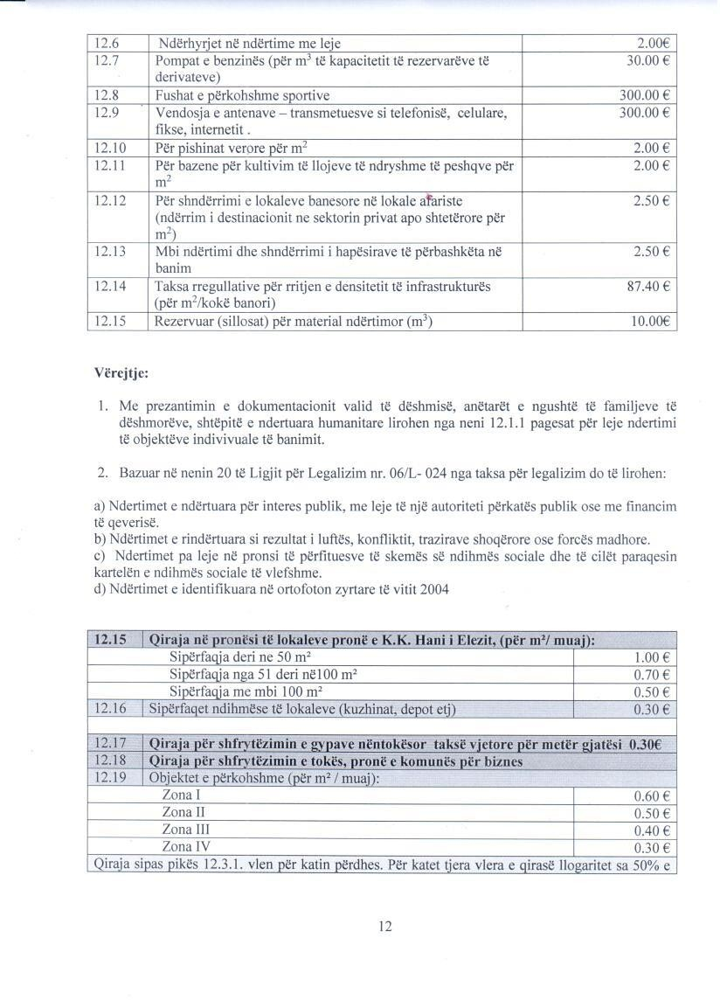 12.6 Ndërhyrjet në ndërtime me leje 2.00€
12.7 Pompat e benzinës (për m³ të kapacitetit të rezervarëve të 30.00 €
derivateve)
12.8 Fushat e përkohshme sportive 300.00 €
12.9 Vendosja e antenave – transmetuesve si telefonisë, celulare, 300.00 €
fikse, internetit .
12.10 Për pishinat verore për m² 2.00 €
12.11 Për bazene për kultivim të llojeve të ndryshme të peshqve për 2.00 €
m²
12.12 Për shndërrimi e lokaleve banesore në lokale afariste 2.50 €
(ndërrim i destinacionit ne sektorin privat apo shtetërore për
m²)
12.13 Mbi ndërtimi dhe shndërrimi i hapësirave të përbashkëta në 2.50 €
banim
12.14 Taksa rregullative për rritjen e densitetit të infrastrukturës 87.40 €
(për m²/kokë banori)
12.15 Rezervuar (sillosat) për material ndërtimor (m³) 10.00€
Vërejtje:
1. Me prezantimin e dokumentacionit valid të dëshmisë, anëtarët e ngushtë të familjeve të
dëshmorëve, shtëpitë e ndertuara humanitare lirohen nga neni 12.1.1 pagesat për leje ndertimi
të objektëve indivivuale të banimit.
2. Bazuar në nenin 20 të Ligjit për Legalizim nr. 06/L- 024 nga taksa për legalizim do të lirohen:
a) Ndertimet e ndërtuara për interes publik, me leje të një autoriteti përkatës publik ose me financim
të qeverisë.
b) Ndërtimet e rindërtuara si rezultat i luftës, konfliktit, trazirave shoqërore ose forcës madhore.
c) Ndertimet pa leje në pronsi të përfituesve të skemës së ndihmës sociale dhe të cilët paraqesin
kartelën e ndihmës sociale të vlefshme.
d) Ndërtimet e identifikuara në ortofoton zyrtare të vitit 2004
12.15 Qiraja në pronësi të lokaleve pronë e K.K. Hani i Elezit, (për m²/ muaj):
Sipërfaqja deri ne 50 m² 1.00 €
Sipërfaqja nga 51 deri në100 m² 0.70 €
Sipërfaqja me mbi 100 m² 0.50 €
12.16 Sipërfaqet ndihmëse të lokaleve (kuzhinat, depot etj) 0.30 €
12.17 Qiraja për shfrytëzimin e gypave nëntokësor taksë vjetore për metër gjatësi 0.30€
12.18 Qiraja për shfrytëzimin e tokës, pronë e komunës për biznes
12.19 Objektet e përkohshme (për m² / muaj):
Zona I 0.60 €
Zona II 0.50 €
Zona III 0.40 €
Zona IV 0.30 €
Qiraja sipas pikës 12.3.1. vlen për katin përdhes. Për katet tjera vlera e qirasë llogaritet sa 50% e
12